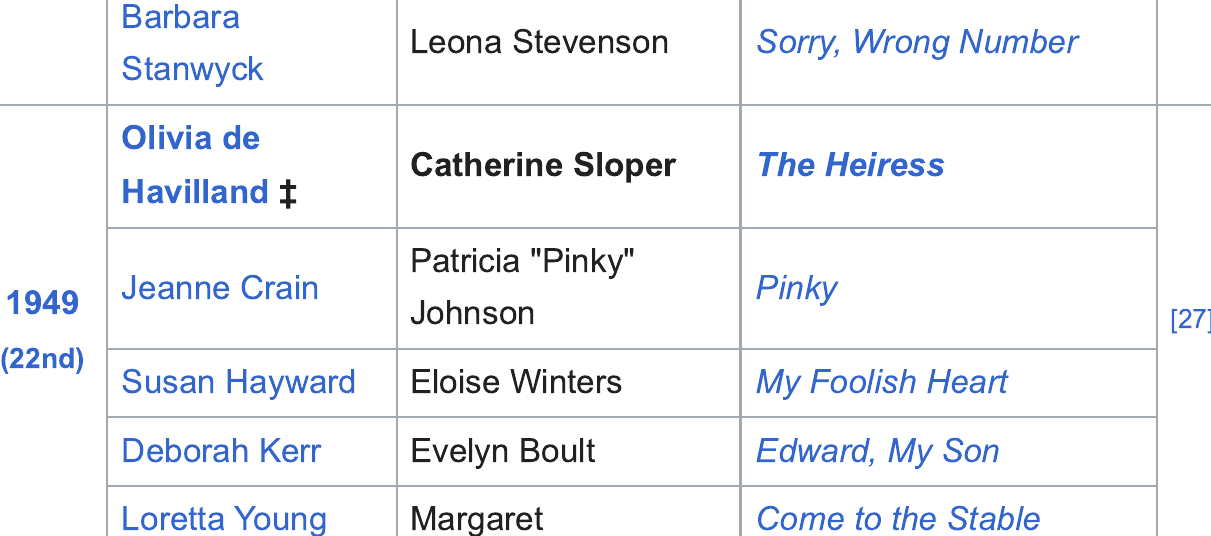 Barbara
Stanwyck
Leona Stevenson
Sorry, Wrong Number
1949
(22nd)
Olivia de
Havilland ‡
Catherine Sloper
The Heiress
[27]
Jeanne Crain
Patricia "Pinky"
Johnson
Pinky
Susan Hayward
Eloise Winters
My Foolish Heart
Deborah Kerr
Evelyn Boult
Edward, My Son
Loretta Young
Margaret
Come to the Stable